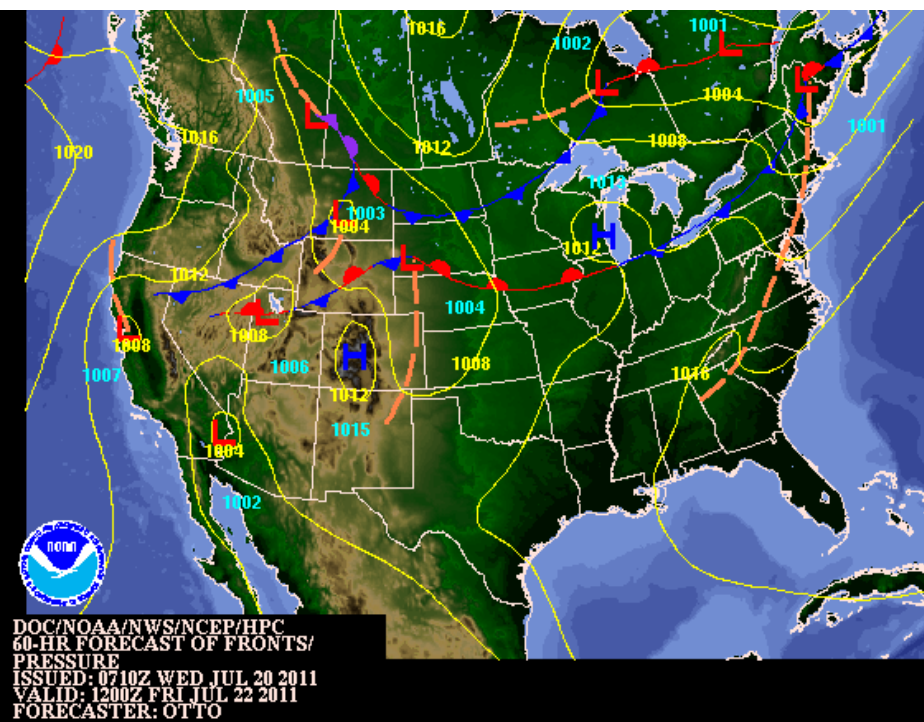 1016
1001
1002
1005
1004
1001
1016
1020
1012
1008
1013
1003
1004
1012
1012
1004
1008
1008
1007
1006
1008
1016
1012
1015
1004
1002
noaa
DOC/NOAA/NWS/NCEP/HPC
60-HR FORECAST OF FRONTS/
PRESSURE
ISSUED: 0710Z WED JUL 20 2011
VALID: 1200Z FRI JUL 22 2011
FORECASTER: OTTO
L
L
L
L
L
L
L
L
L
H
H